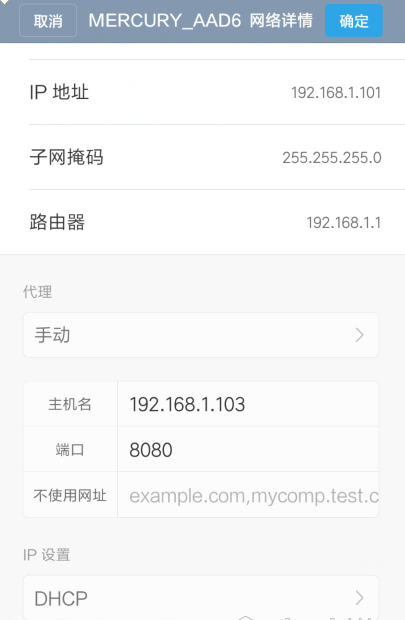 取消 MERCURY_AAD6 网络详情 确定
IP 地址 192.168.1.101
子网掩码 255.255.255.0
路由器 192.168.1.1
代理
手动
主机名 192.168.1.103
端口 8080
不使用网址 example.com,mycomp.test.c
IP 设置
DHCP